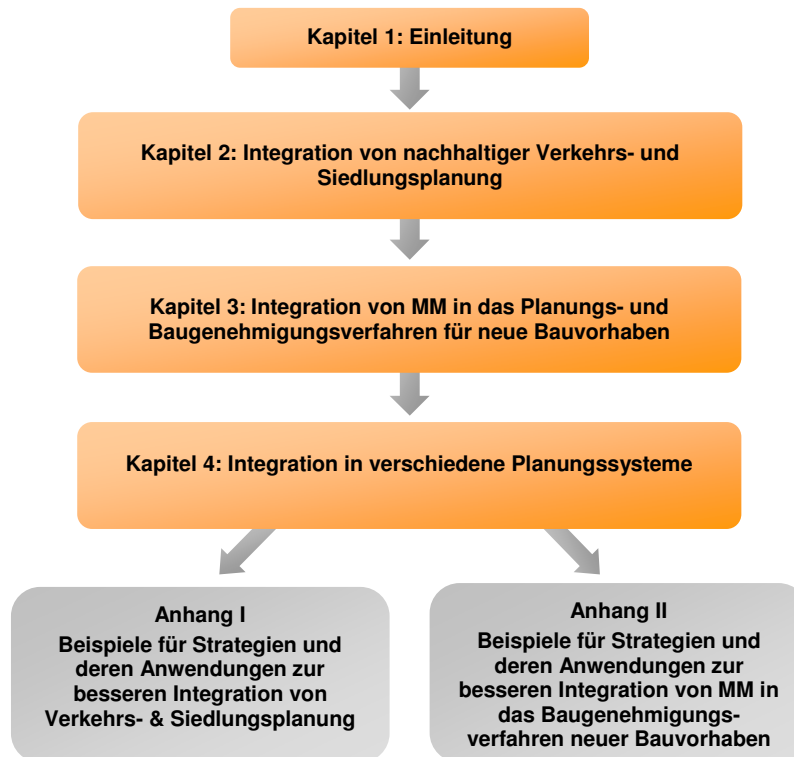 Kapitel 1: Einleitung
Kapitel 2: Integration von nachhaltiger Verkehrs- und
Siedlungsplanung
Kapitel 3: Integration von MM in das Planungs- und
Baugenehmigungsverfahren für neue Bauvorhaben
Kapitel 4: Integration in verschiedene Planungssysteme
Anhang I
Beispiele für Strategien und
deren Anwendungen zur
besseren Integration von
Verkehrs- & Siedlungsplanung
Anhang II
Beispiele für Strategien und
deren Anwendungen zur
besseren Integration von MM in
das Baugenehmigungs-
verfahren neuer Bauvorhaben